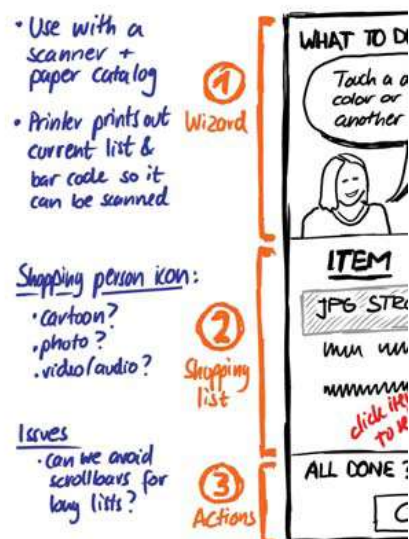 • Use with a
scanner +
paper catalog
• Printer prints out
current list &
bar code so it
can be scanned
Shopping person icon:
• cartoon?
• photo?
• video/audio?
Issues
• can we avoid
scrollbars for
long lists?
1
Wizard
2
Shopping
list
3
Actions
WHAT TO
Touch a
color or
another
ITEM
JPG
click
to
ALL DONE?